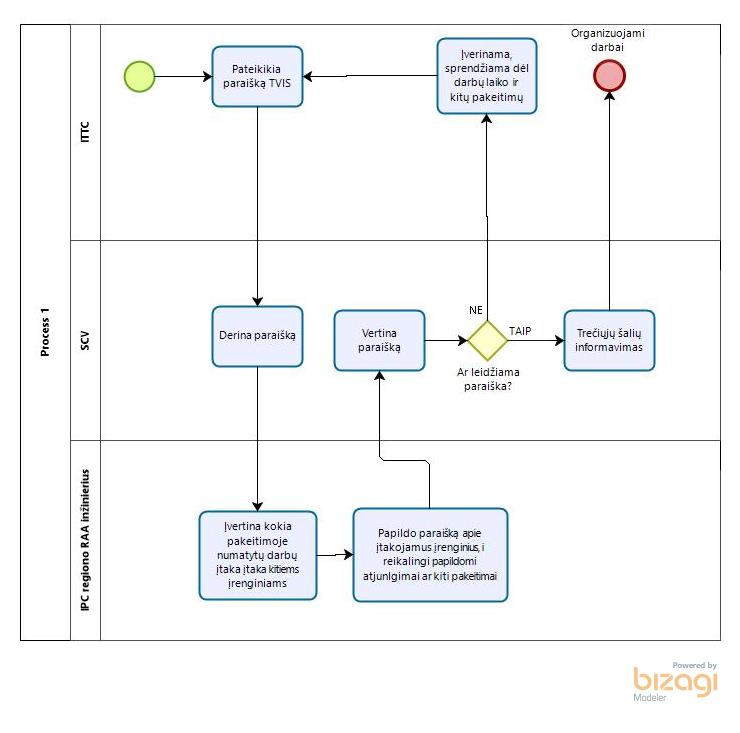 Process 1
ITTC
Pateikikia
paraišką TVIS
Įverinama,
sprendžiama dėl
darbų laiko ir
kitų pakeitimų
Organizuojami
darbai
SCV
Derina paraišką
Vertina
paraišką
NE
TAIP
Ar leidžiama
paraiška?
Trečiųjų šalių
informavimas
IPC regiono RAA inžinierius
Įvertina kokia
pakeitimoje
numatytų darbų
įtaka įtaka kitiems
įrenginiams
Papildo paraišką apie
įtakojamus įrenginius, i
reikalingi papildomi
atjunlgimai ar kiti pakeitimai
Powered by
bizagi
Modeler